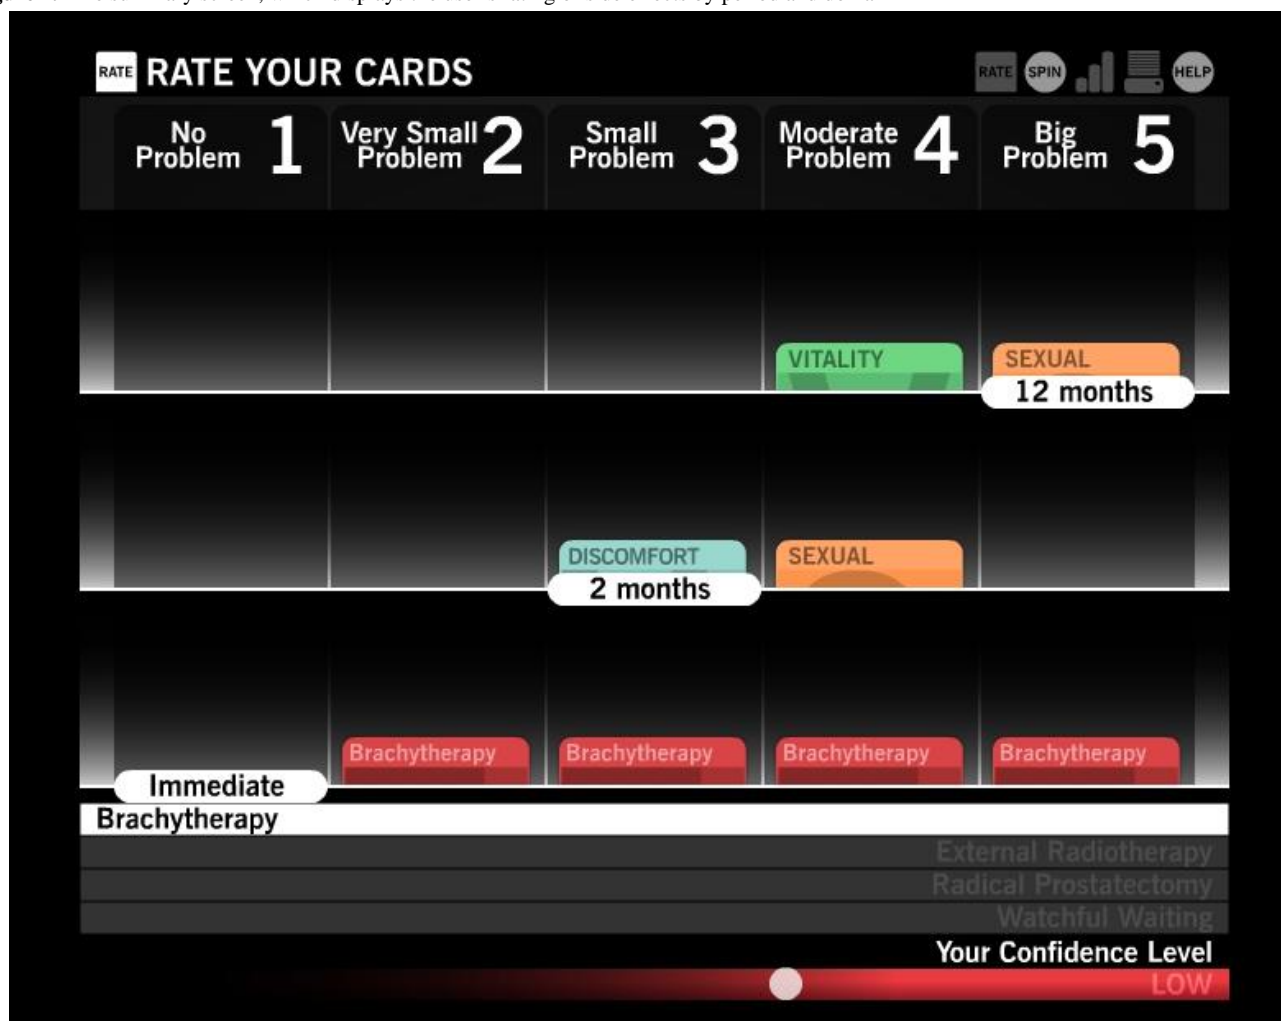 RATE RATE YOUR CARDS RATE SPIN HELP
No Problem 1
Very Small Problem 2
Small Problem 3
Moderate Problem 4
Big Problem 5
VITALITY SEXUAL
12 months
DISCOMFORT SEXUAL
2 months
Brachytherapy Brachytherapy Brachytherapy Brachytherapy
Immediate
Brachytherapy
External Radiotherapy
Radical Prostatectomy
Watchful Waiting
Your Confidence Level
LOW